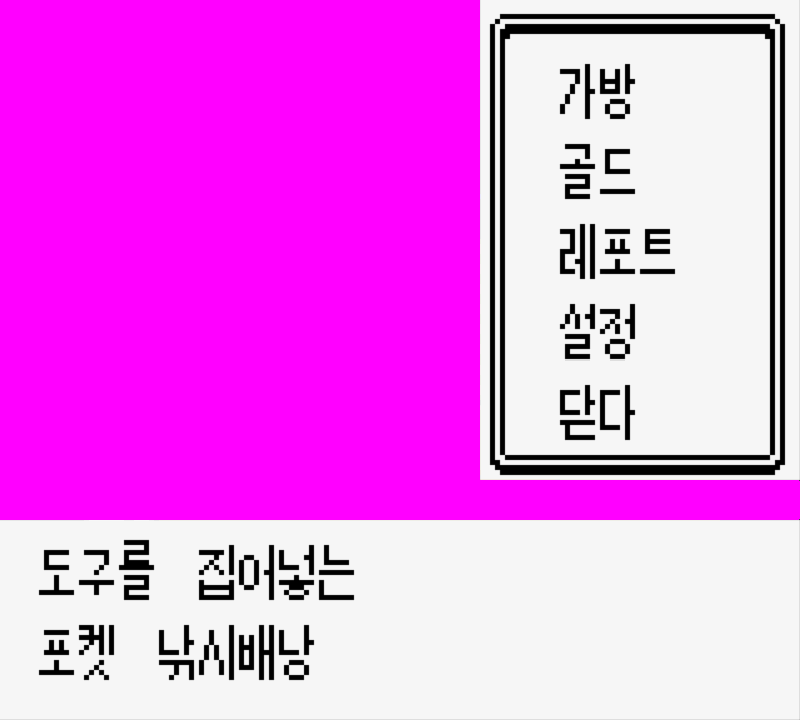 가방
골드
레포트
설정
닫다
도구를 집어넣는
포켓 낚시배낭